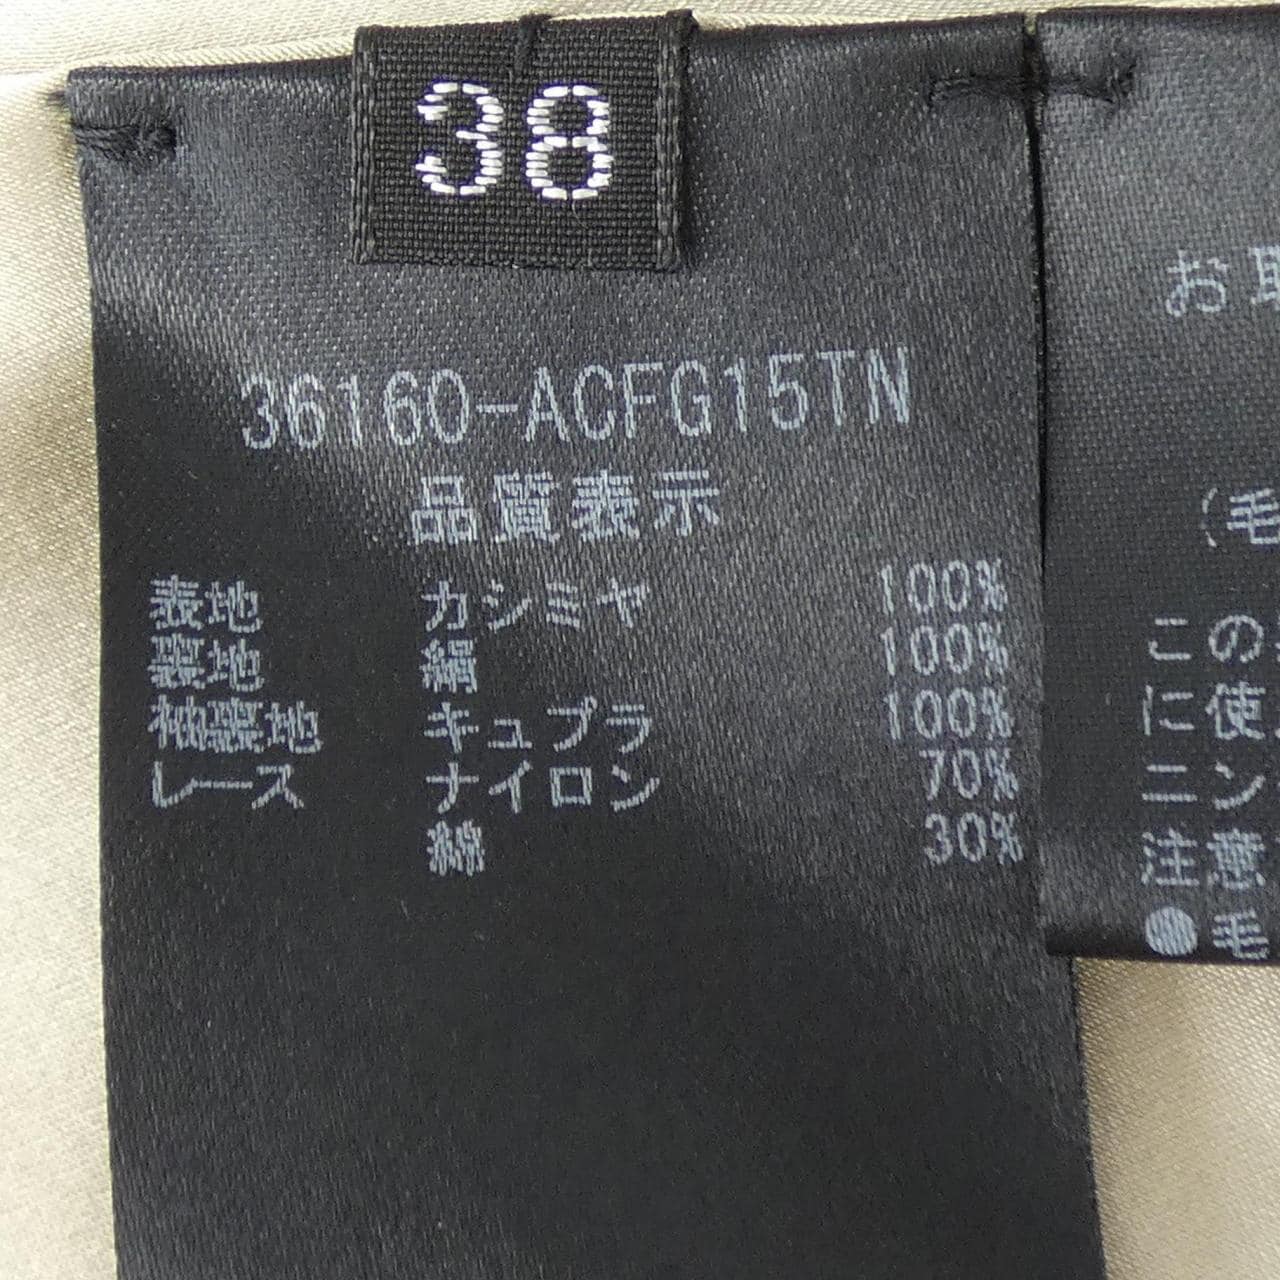 38
36160-ACFG15TN
品質表示
表地 カシミヤ 100%
裏地 絹 100%
袖裏地 キュプラ 100%
レース ナイロン 70%
綿 30%
お取
(毛
この
に使
ニン
注意
●毛